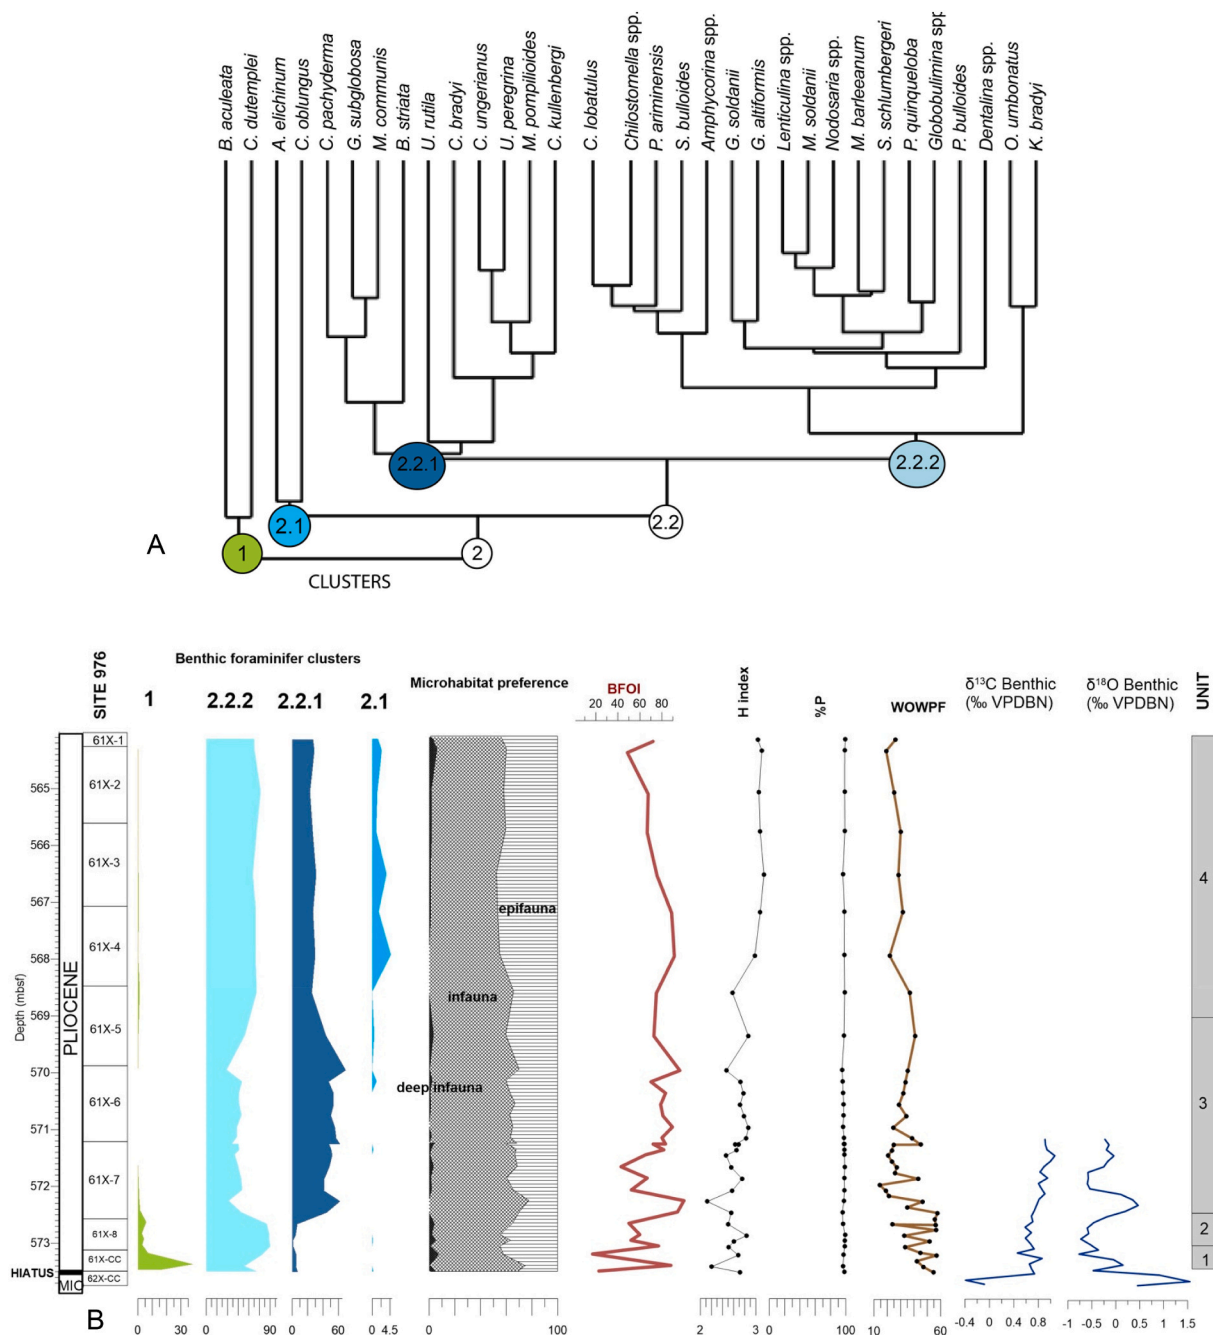 B. aculeata
C. dutemplei
A. elichinum
C. oblungus
C. pachyderma
G. subglobosa
M. communis
B. striata
U. rutila
C. bradyi
C. ungerianus
U. peregrina
M. pompilioides
C. kullenbergi
C. lobatulus
Chilostomella spp.
P. ariminensis
S. bulloides
Amphycorina spp.
G. soldanii
G. altiformis
Lenticulina spp.
M. soldanii
Nodosaria spp.
M. barleeanum
S. schlumbergeri
P. quinqueloba
Globobulimina spp
P. bulloides
Dentalina spp.
O. umbonatus
K. bradyi
2.2.1
2.2.2
2.1
2.2
A
1
2
CLUSTERS
SITE 976
Benthic foraminifer clusters
1
2.2.2
2.2.1
2.1
Microhabitat preference
BFOI
20 40 60 80
H index
%P
WOWPF
δ13C Benthic
(‰ VPDBN)
δ18O Benthic
(‰ VPDBN)
UNIT
Depth (mbsf)
565
566
567
568
569
570
571
572
573
HIATUS
PLIOCENE
MIO
61X-1
61X-2
61X-3
61X-4
61X-5
61X-6
61X-7
61X-8
61X-CC
62X-CC
epifauna
infauna
deep infauna
4
3
2
1
B
0 30
0 90
0 60
0 4.5
0 100
2 3
0 100
10 60
-0.4 0 0.4 0.8
-1 -0.5 0 0.5 1 1.5